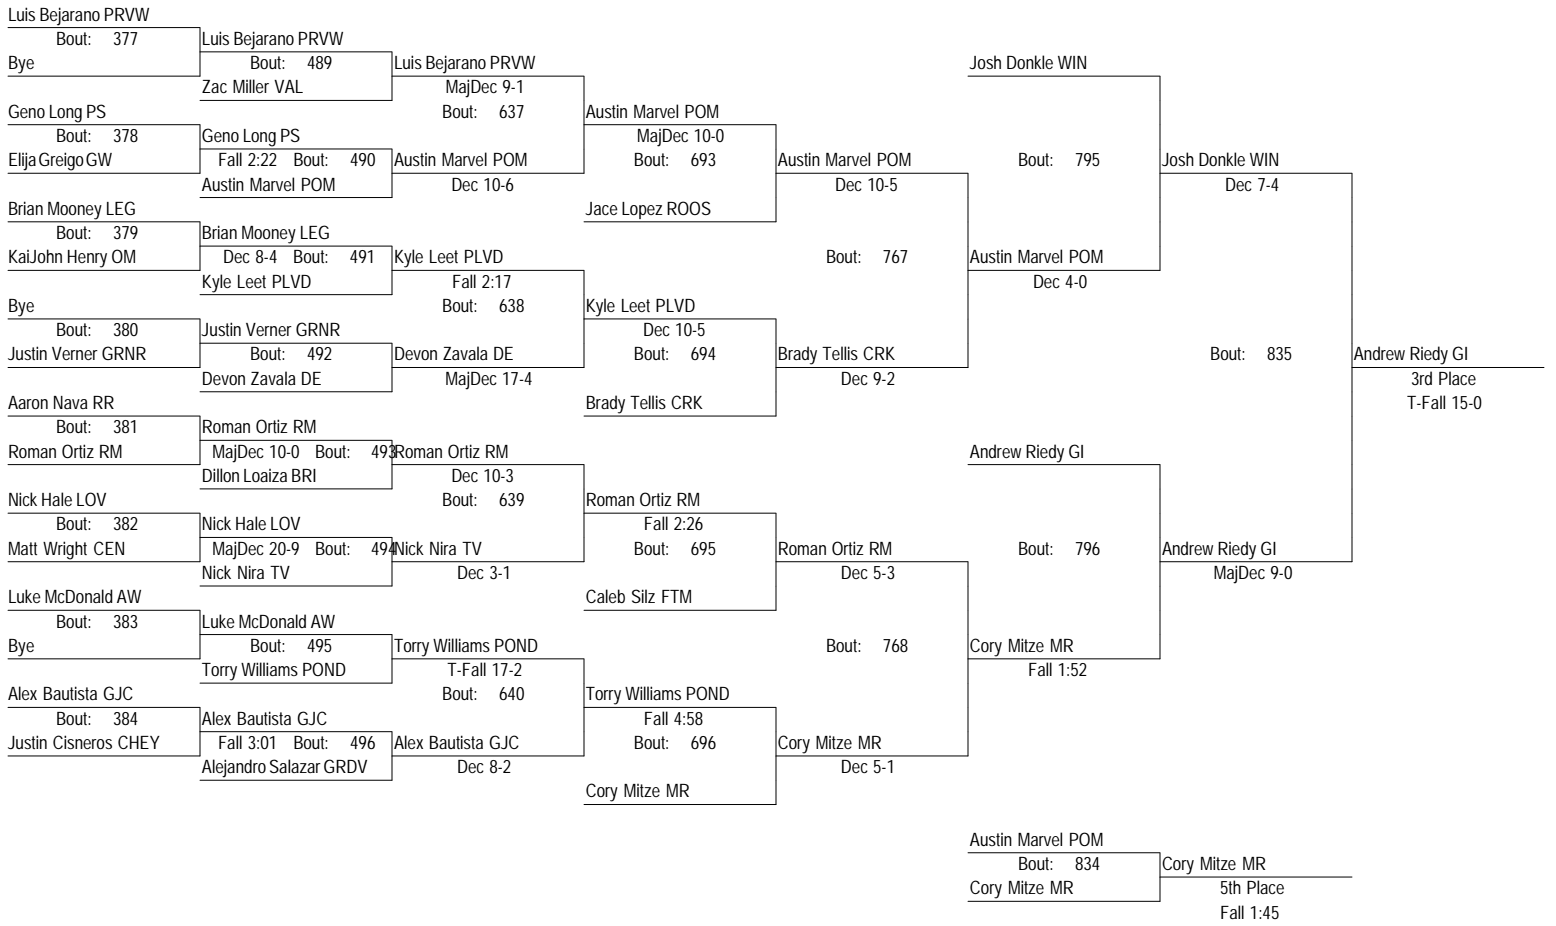 Luis Bejarano PRVW
Bout: 377
Luis Bejarano PRVW
Bye
Bout: 489
Luis Bejarano PRVW
Josh Donkle WIN
Zac Miller VAL
MajDec 9-1
Geno Long PS
Bout: 637
Austin Marvel POM
Bout: 378
Geno Long PS
MajDec 10-0
Elija Greigo GW
Fall 2:22 Bout: 490
Austin Marvel POM
Bout: 693
Austin Marvel POM
Bout: 795
Josh Donkle WIN
Austin Marvel POM
Dec 10-6
Dec 10-5
Dec 7-4
Brian Mooney LEG
Jace Lopez ROOS
Bout: 379
Brian Mooney LEG
KaiJohn Henry OM
Dec 8-4 Bout: 491
Kyle Leet PLVD
Bout: 767
Austin Marvel POM
Kyle Leet PLVD
Fall 2:17
Dec 4-0
Bye
Bout: 638
Kyle Leet PLVD
Bout: 380
Justin Verner GRNR
Dec 10-5
Justin Verner GRNR
Bout: 492
Devon Zavala DE
Bout: 694
Brady Tellis CRK
Bout: 835
Andrew Riedy GI
Devon Zavala DE
MajDec 17-4
Dec 9-2
3rd Place
Aaron Nava RR
Brady Tellis CRK
T-Fall 15-0
Bout: 381
Roman Ortiz RM
Roman Ortiz RM
MajDec 10-0 Bout: 493
Roman Ortiz RM
Andrew Riedy GI
Dillon Loaiza BRI
Dec 10-3
Nick Hale LOV
Bout: 639
Roman Ortiz RM
Bout: 382
Nick Hale LOV
Fall 2:26
Matt Wright CEN
MajDec 20-9 Bout: 494
Nick Nira TV
Bout: 695
Roman Ortiz RM
Bout: 796
Andrew Riedy GI
Nick Nira TV
Dec 3-1
Dec 5-3
MajDec 9-0
Luke McDonald AW
Caleb Silz FTM
Bout: 383
Luke McDonald AW
Bye
Bout: 495
Torry Williams POND
Bout: 768
Cory Mitze MR
Torry Williams POND
T-Fall 17-2
Fall 1:52
Alex Bautista GJC
Bout: 640
Torry Williams POND
Bout: 384
Alex Bautista GJC
Fall 4:58
Justin Cisneros CHEY
Fall 3:01 Bout: 496
Alex Bautista GJC
Bout: 696
Cory Mitze MR
Alejandro Salazar GRDV
Dec 8-2
Dec 5-1
Cory Mitze MR
Austin Marvel POM
Bout: 834
Cory Mitze MR
Cory Mitze MR
5th Place
Fall 1:45